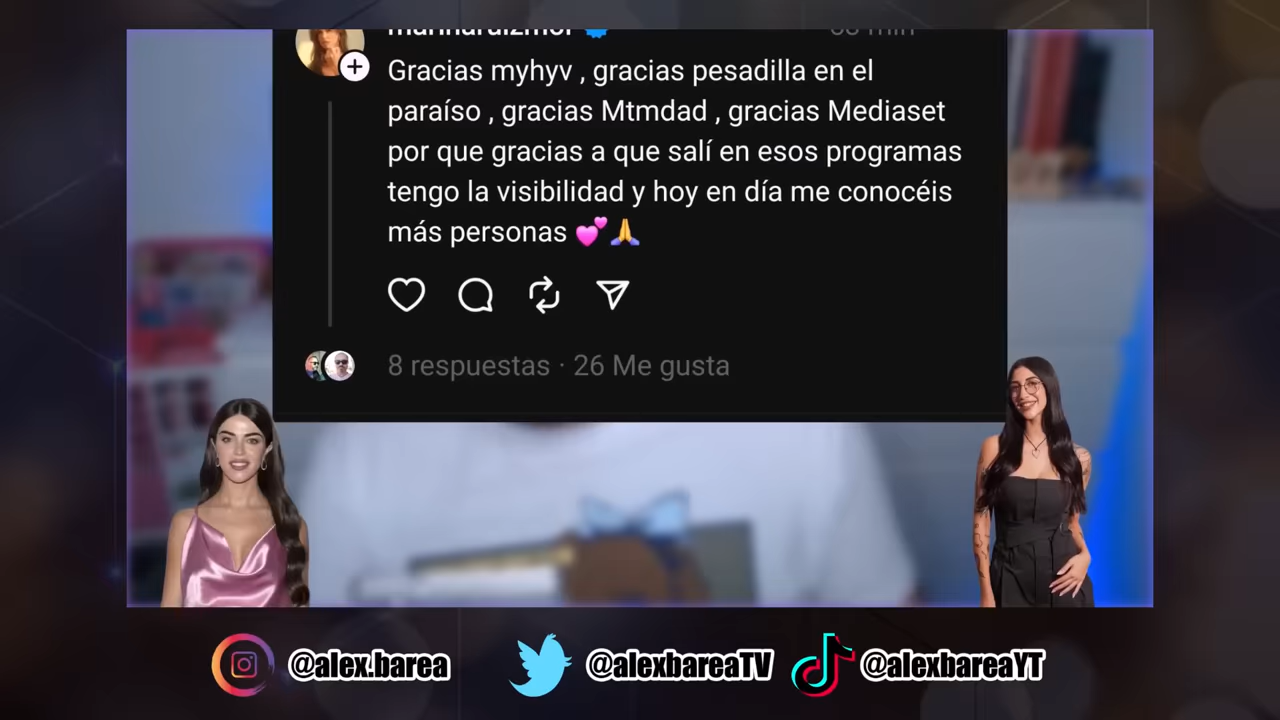 Gracias myhyv , gracias pesadilla en el
paraíso , gracias Mtmdad , gracias Mediaset
por que gracias a que salí en esos programas
tengo la visibilidad y hoy en día me conocéis
más personas 💕🙏
8 respuestas · 26 Me gusta
@alex.barea
@alexbareaTV
@alexbareaYT